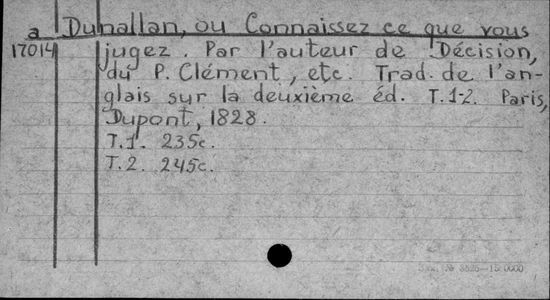 a Dunallan, ou Connaissez ce que vous
17014 jugez. Par l'auteur de Décision,
du P. Clément, etc. Trad. de l'an-
glais sur la deuxième éd. T.1-2. Paris,
Dupont, 1828.
T.1. 235c.
T.2. 245c.